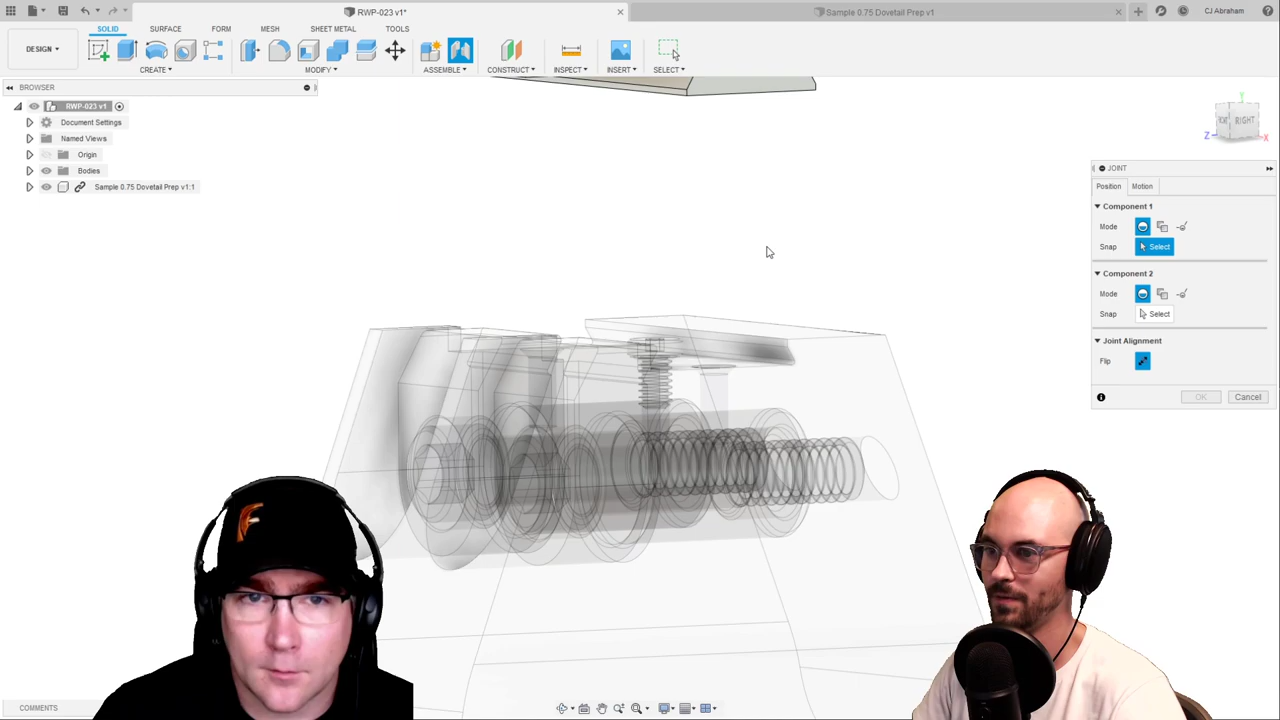 RWP-023 v1*
Sample 0.75 Dovetail Prep v1
CJ Abraham
DESIGN
SOLID
SURFACE
FORM
MESH
SHEET METAL
TOOLS
CREATE
MODIFY
ASSEMBLE
CONSTRUCT
INSPECT
INSERT
SELECT
BROWSER
RWP-023 v1
Document Settings
Named Views
Origin
Bodies
Sample 0.75 Dovetail Prep v1:1
Y
RIGHT
Z
X
JOINT
Position
Motion
Component 1
Mode
Snap
Select
Component 2
Mode
Snap
Select
Joint Alignment
Flip
OK
Cancel
F
COMMENTS